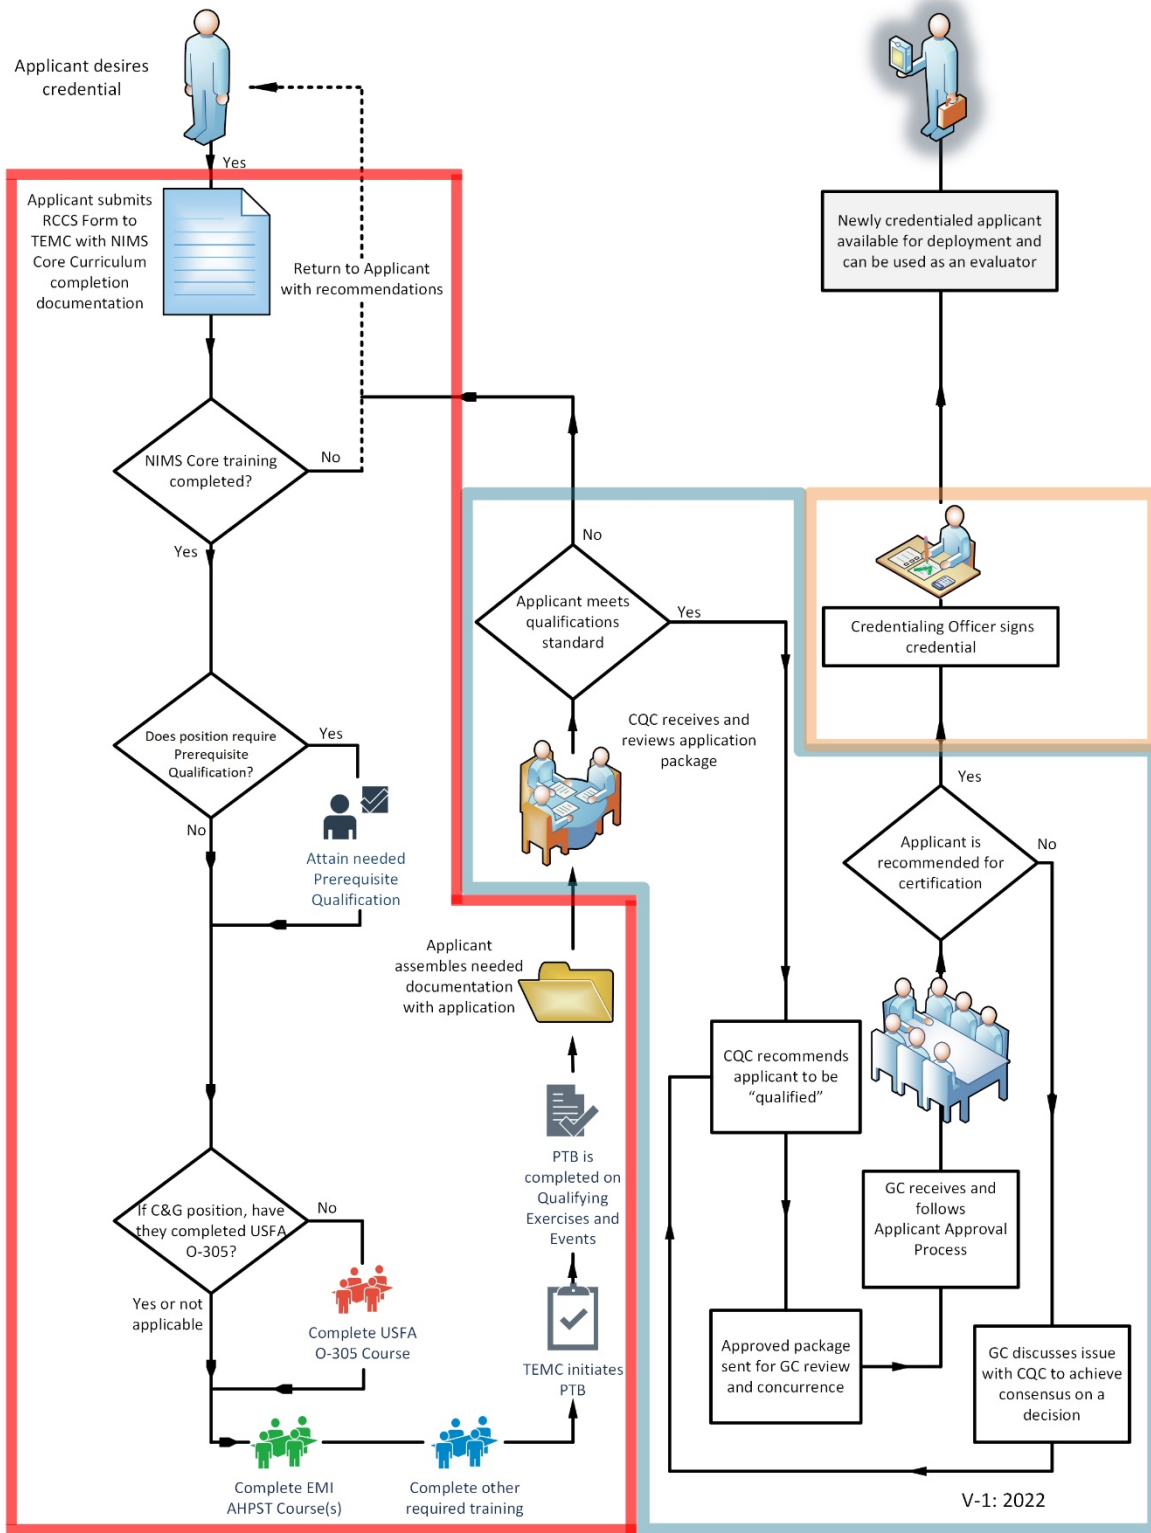 Applicant desires
credential
Yes
Applicant submits
RCCS Form to
TEMC with NIMS
Core Curriculum
completion
documentation
Return to Applicant
with recommendations
NIMS Core training
completed?
No
Yes
Does position require
Prerequisite
Qualification?
Yes
No
Attain needed
Prerequisite
Qualification
If C&G position, have
they completed USFA
O-305?
No
Yes or not
applicable
Complete USFA
O-305 Course
Complete EMI
AHPST Course(s)
Complete other
required training
TEMC initiates
PTB
PTB is
completed on
Qualifying
Exercises and
Events
Applicant
assembles needed
documentation
with application
CQC receives and
reviews application
package
Applicant meets
qualifications
standard
No
Yes
CQC recommends
applicant to be
“qualified”
Approved package
sent for GC review
and concurrence
GC receives and
follows
Applicant Approval
Process
Applicant is
recommended for
certification
No
Yes
GC discusses issue
with CQC to achieve
consensus on a
decision
Credentialing Officer signs
credential
Newly credentialed applicant
available for deployment and
can be used as an evaluator
V-1: 2022